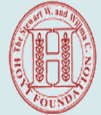 The Stewart W. and Willma C.
HOYT FOUNDATION
H